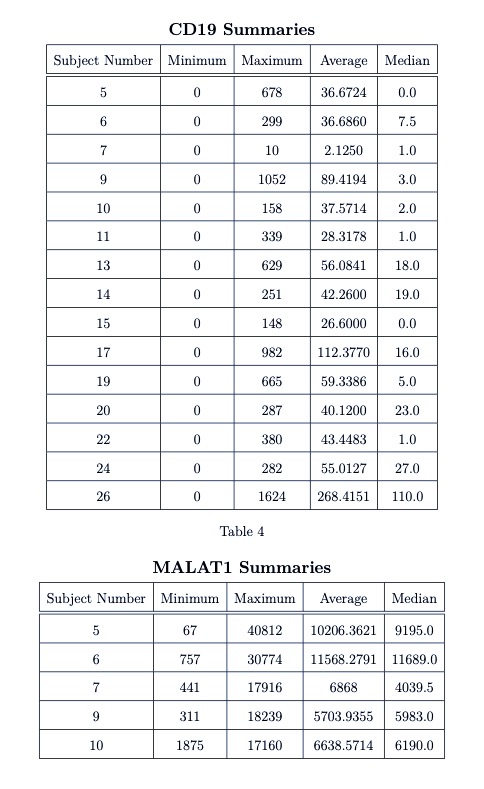 CD19 Summaries
Subject Number Minimum Maximum Average Median
5 0 678 36.6724 0.0
6 0 299 36.6860 7.5
7 0 10 2.1250 1.0
9 0 1052 89.4194 3.0
10 0 158 37.5714 2.0
11 0 339 28.3178 1.0
13 0 629 56.0841 18.0
14 0 251 42.2600 19.0
15 0 148 26.6000 0.0
17 0 982 112.3770 16.0
19 0 665 59.3386 5.0
20 0 287 40.1200 23.0
22 0 380 43.4483 1.0
24 0 282 55.0127 27.0
26 0 1624 268.4151 110.0
Table 4
MALAT1 Summaries
Subject Number Minimum Maximum Average Median
5 67 40812 10206.3621 9195.0
6 757 30774 11568.2791 11689.0
7 441 17916 6868 4039.5
9 311 18239 5703.9355 5983.0
10 1875 17160 6638.5714 6190.0